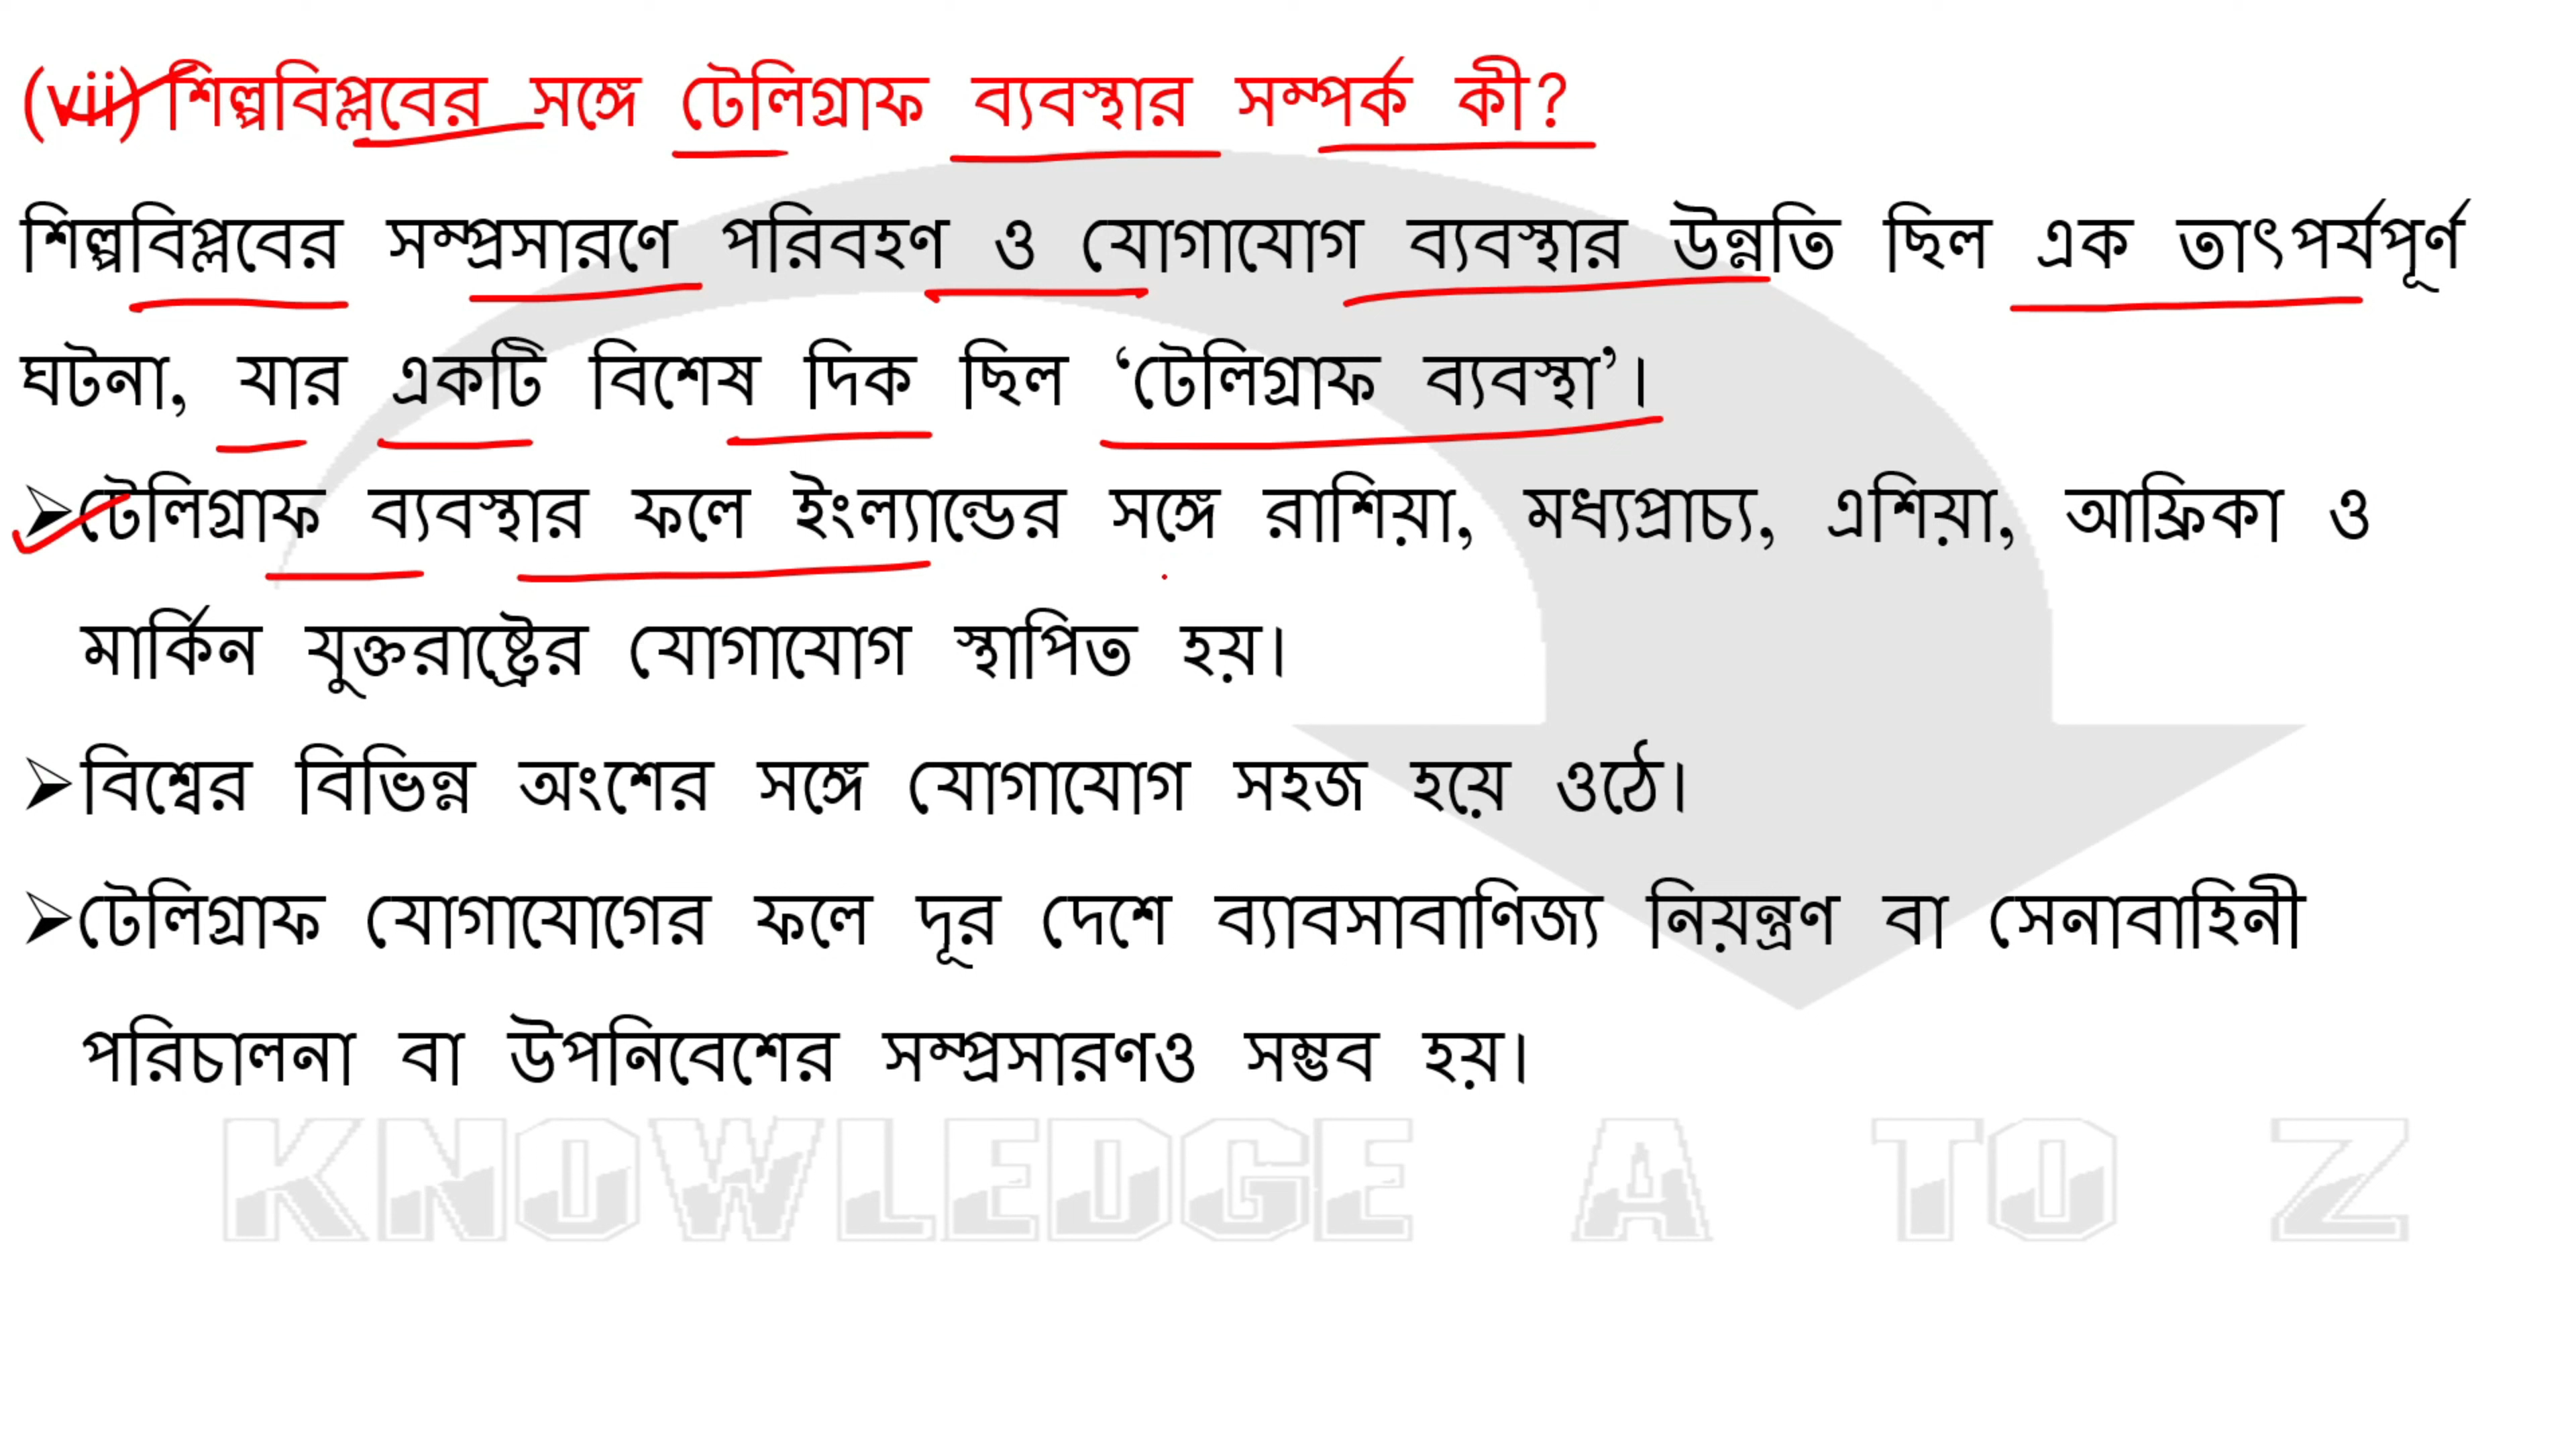 (vii) শিল্পবিপ্লবের সঙ্গে টেলিগ্রাফ ব্যবস্থার সম্পর্ক কী?
শিল্পবিপ্লবের সম্প্রসারণে পরিবহণ ও যোগাযোগ ব্যবস্থার উন্নতি ছিল এক তাৎপর্যপূর্ণ
ঘটনা, যার একটি বিশেষ দিক ছিল ‘টেলিগ্রাফ ব্যবস্থা’।
➢টেলিগ্রাফ ব্যবস্থার ফলে ইংল্যান্ডের সঙ্গে রাশিয়া, মধ্যপ্রাচ্য, এশিয়া, আফ্রিকা ও
মার্কিন যুক্তরাষ্ট্রের যোগাযোগ স্থাপিত হয়।
➢বিশ্বের বিভিন্ন অংশের সঙ্গে যোগাযোগ সহজ হয়ে ওঠে।
➢টেলিগ্রাফ যোগাযোগের ফলে দূর দেশে ব্যাবসাবাণিজ্য নিয়ন্ত্রণ বা সেনাবাহিনী
পরিচালনা বা উপনিবেশের সম্প্রসারণও সম্ভব হয়।
KNOWLEDGE A TO Z